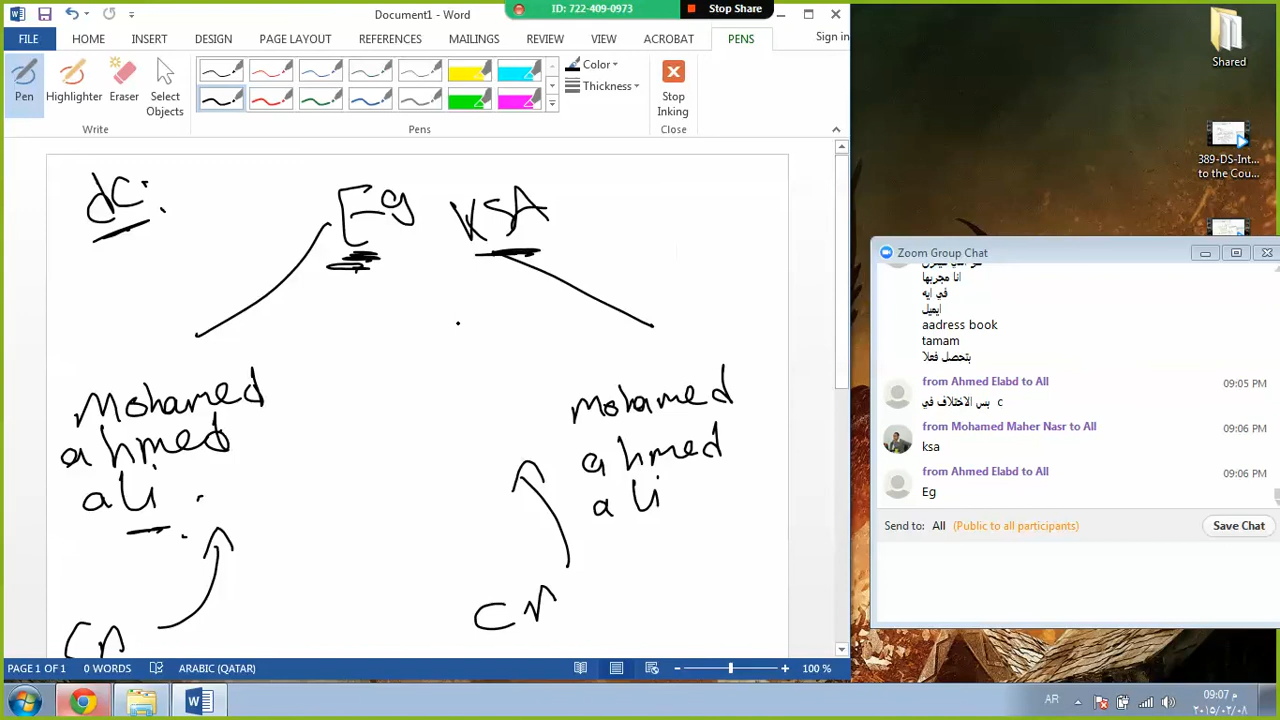 Document1 - Word
ID: 722-409-0973
Stop Share
FILE HOME INSERT DESIGN PAGE LAYOUT REFERENCES MAILINGS REVIEW VIEW ACROBAT PENS Sign in
Pen Highlighter Eraser Select Objects
Color
Thickness
Stop Inking
Write Pens Close
dC:
Eg KSA
Mohamed
ahmed
ali
Mohamed
ahmed
ali
Cn
Cn
PAGE 1 OF 1 0 WORDS ARABIC (QATAR) 100 %
Shared
389-DS-Int...
to the Cou...
Zoom Group Chat
انا مجربها
في ايه
ايميل
aadress book
tamam
بتحصل فعلا
from Ahmed Elabd to All 09:05 PM
بس الاختلاف في c
from Mohamed Maher Nasr to All 09:06 PM
ksa
from Ahmed Elabd to All 09:06 PM
Eg
Send to: All (Public to all participants) Save Chat
AR
09:07 م
٢٠١٥/٠٢/٠٨